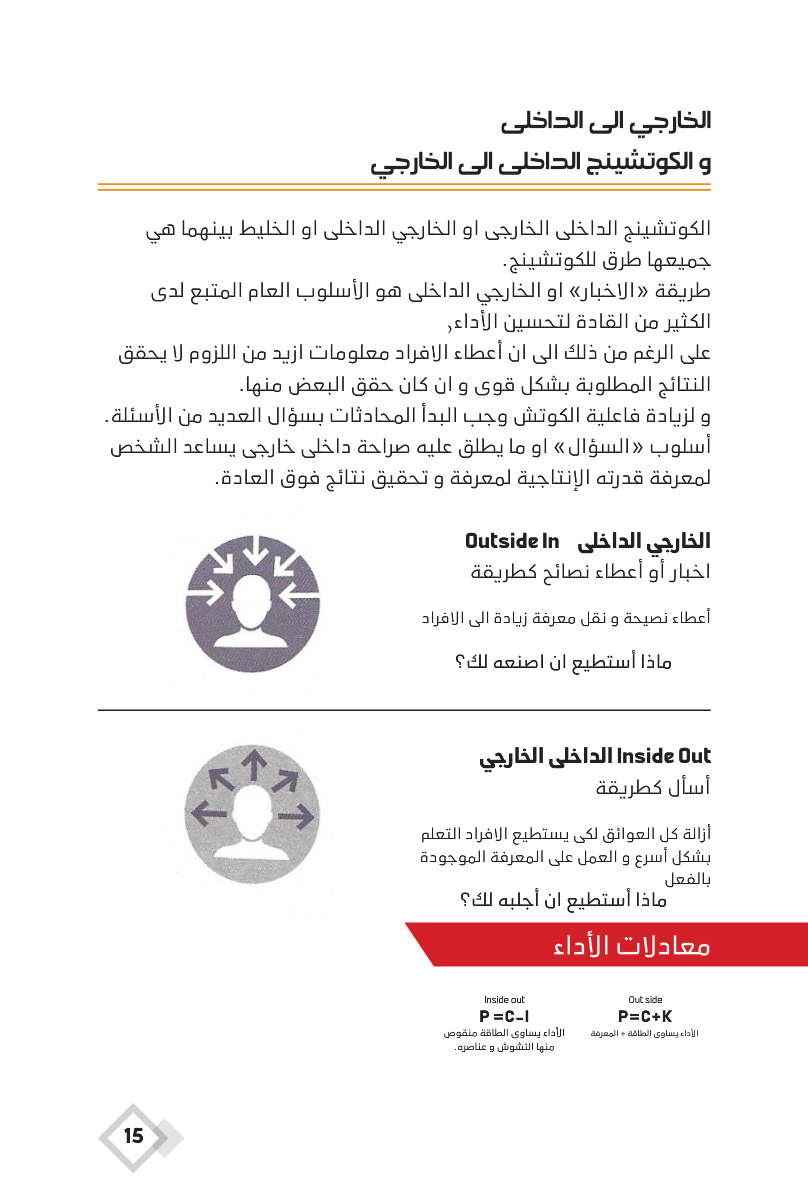 الخارجي الى الداخلى
و الكوتشينج الداخلى الى الخارجي
الكوتشينج الداخلى الخارجى او الخارجي الداخلى او الخليط بينهما هي
جميعها طرق للكوتشينج.
طريقة «الاخبار» او الخارجي الداخلى هو الأسلوب العام المتبع لدى
الكثير من القادة لتحسين الأداء,
على الرغم من ذلك الى ان أعطاء الافراد معلومات ازيد من اللزوم لا يحقق
النتائج المطلوبة بشكل قوى و ان كان حقق البعض منها.
و لزيادة فاعلية الكوتش وجب البدأ المحادثات بسؤال العديد من الأسئلة.
أسلوب «السؤال» او ما يطلق عليه صراحة داخلى خارجى يساعد الشخص
لمعرفة قدرته الإنتاجية لمعرفة و تحقيق نتائج فوق العادة.
الخارجي الداخلى Outside In
اخبار أو أعطاء نصائح كطريقة
أعطاء نصيحة و نقل معرفة زيادة الى الافراد
ماذا أستطيع ان اصنعه لك؟
Inside Out الداخلى الخارجي
أسأل كطريقة
أزالة كل العوائق لكى يستطيع الافراد التعلم
بشكل أسرع و العمل على المعرفة الموجودة
بالفعل
ماذا أستطيع ان أجلبه لك؟
معادلات الأداء
Out side
P=C+K
الأداء يساوى الطاقة + المعرفة
Inside out
P =C-I
الأداء يساوى الطاقة منقوص
منها التشوش و عناصره.
15